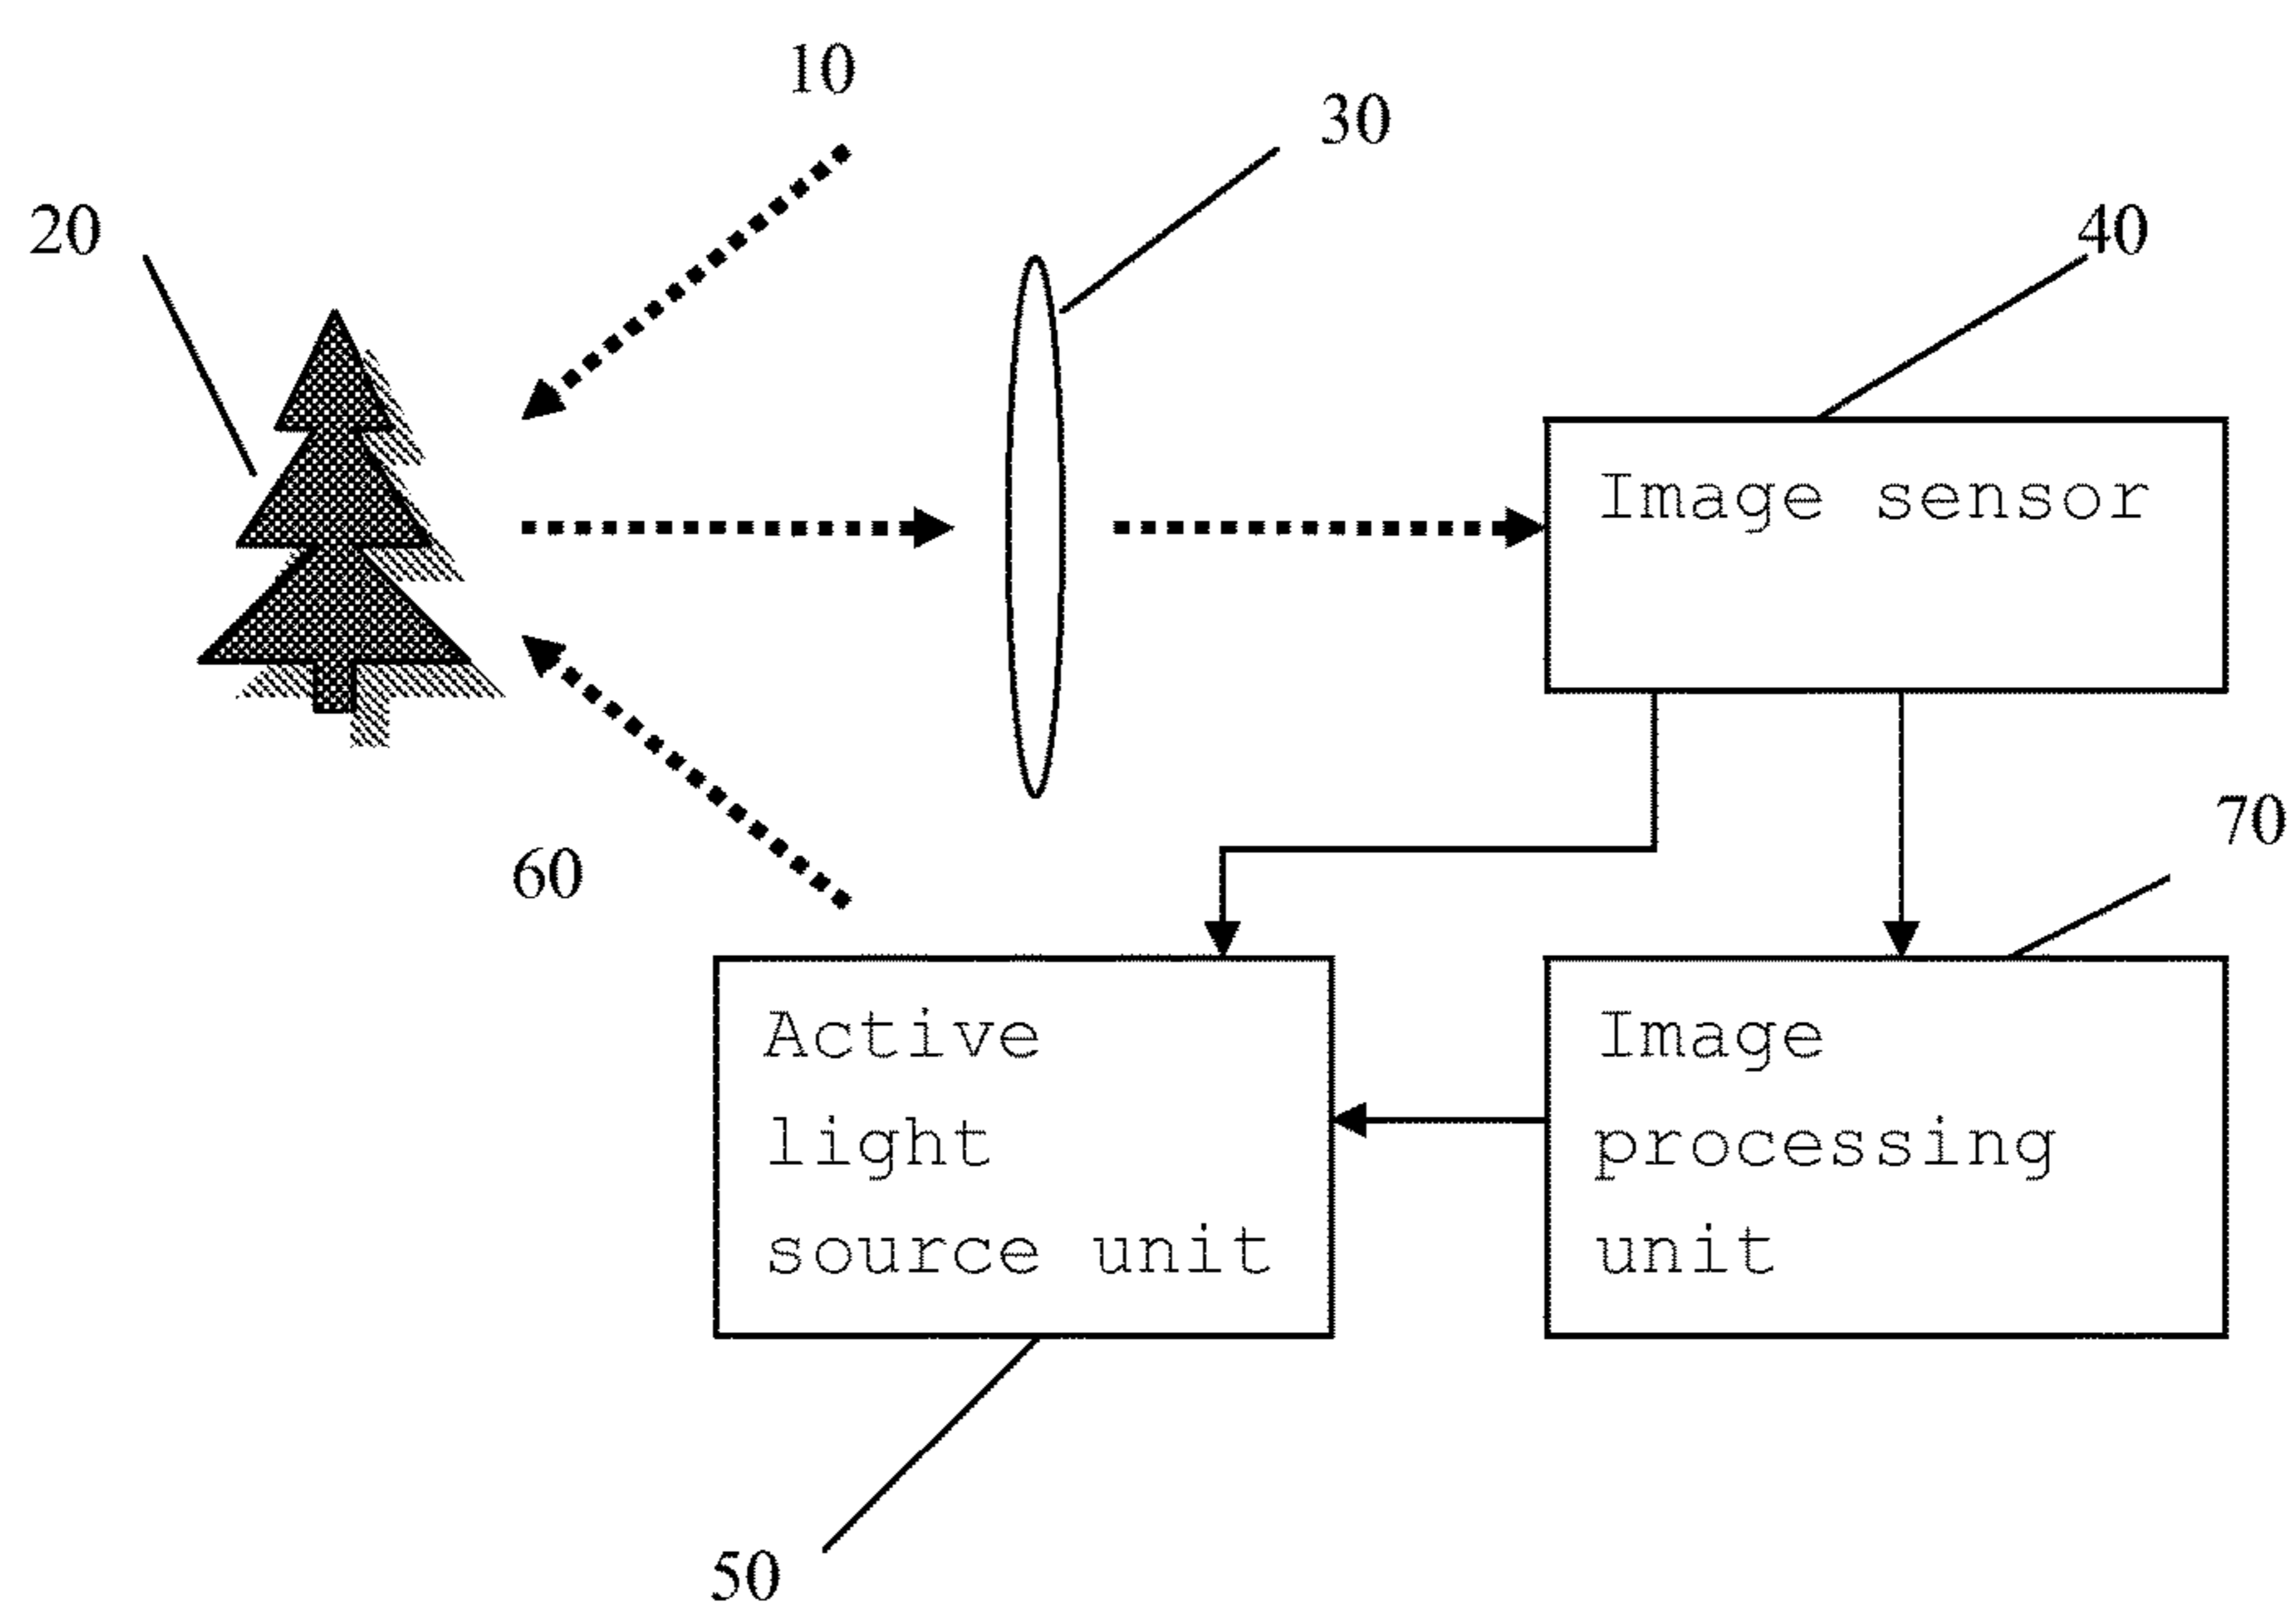 10
30
20
40
Image sensor
70
60
Active
light
source unit
Image
processing
unit
50